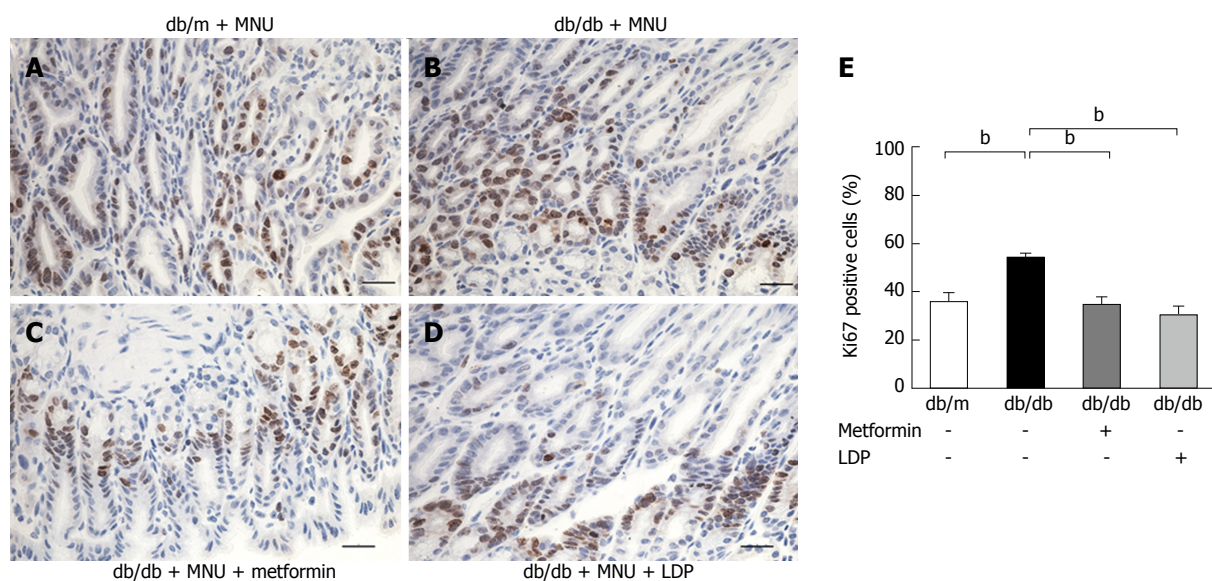 db/m + MNU
db/db + MNU
A
B
C
D
db/db + MNU + metformin
db/db + MNU + LDP
E
b
b
b
Ki67 positive cells (%)
100
80
60
40
20
0
db/m db/db db/db db/db
Metformin - - + -
LDP - - - +